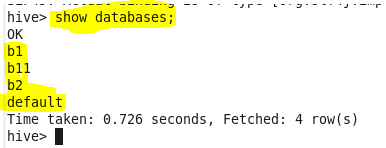 hive> show databases;
OK
b1
b11
b2
default
Time taken: 0.726 seconds, Fetched: 4 row(s)
hive>